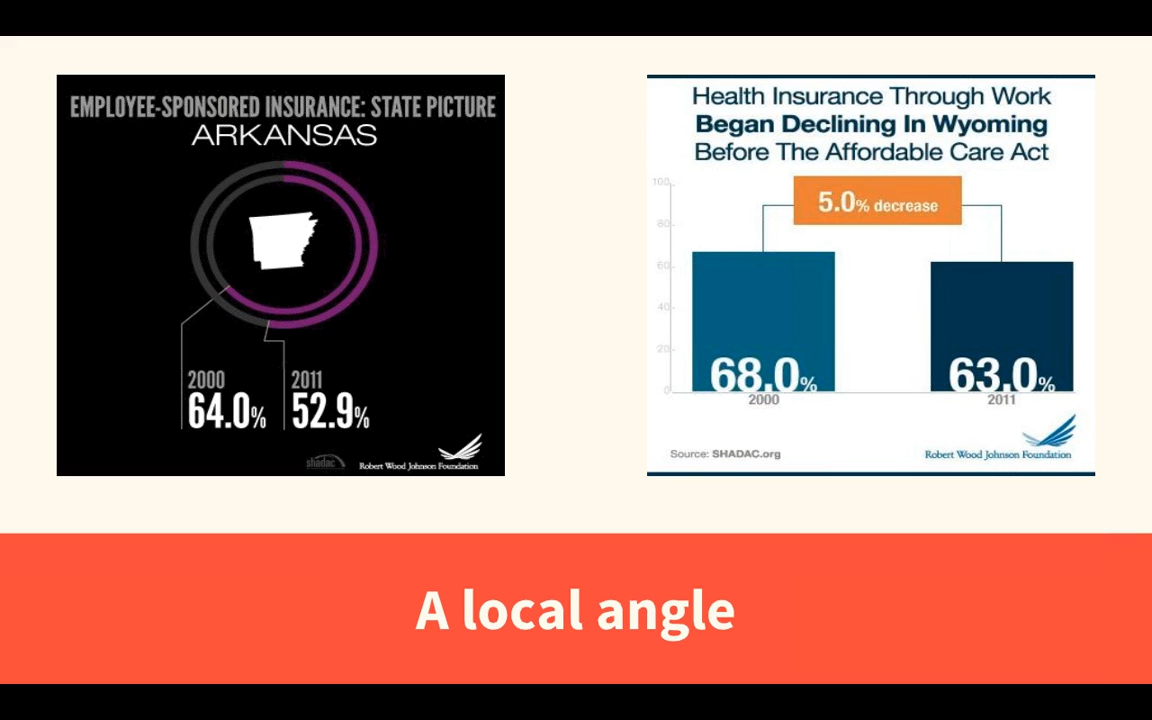 EMPLOYEE-SPONSORED INSURANCE: STATE PICTURE
ARKANSAS
2000
64.0%
2011
52.9%
shadac
Robert Wood Johnson Foundation
Health Insurance Through Work
Began Declining In Wyoming
Before The Affordable Care Act
100
80
60
40
20
0
5.0% decrease
68.0%
2000
63.0%
2011
Source: SHADAC.org
Robert Wood Johnson Foundation
A local angle